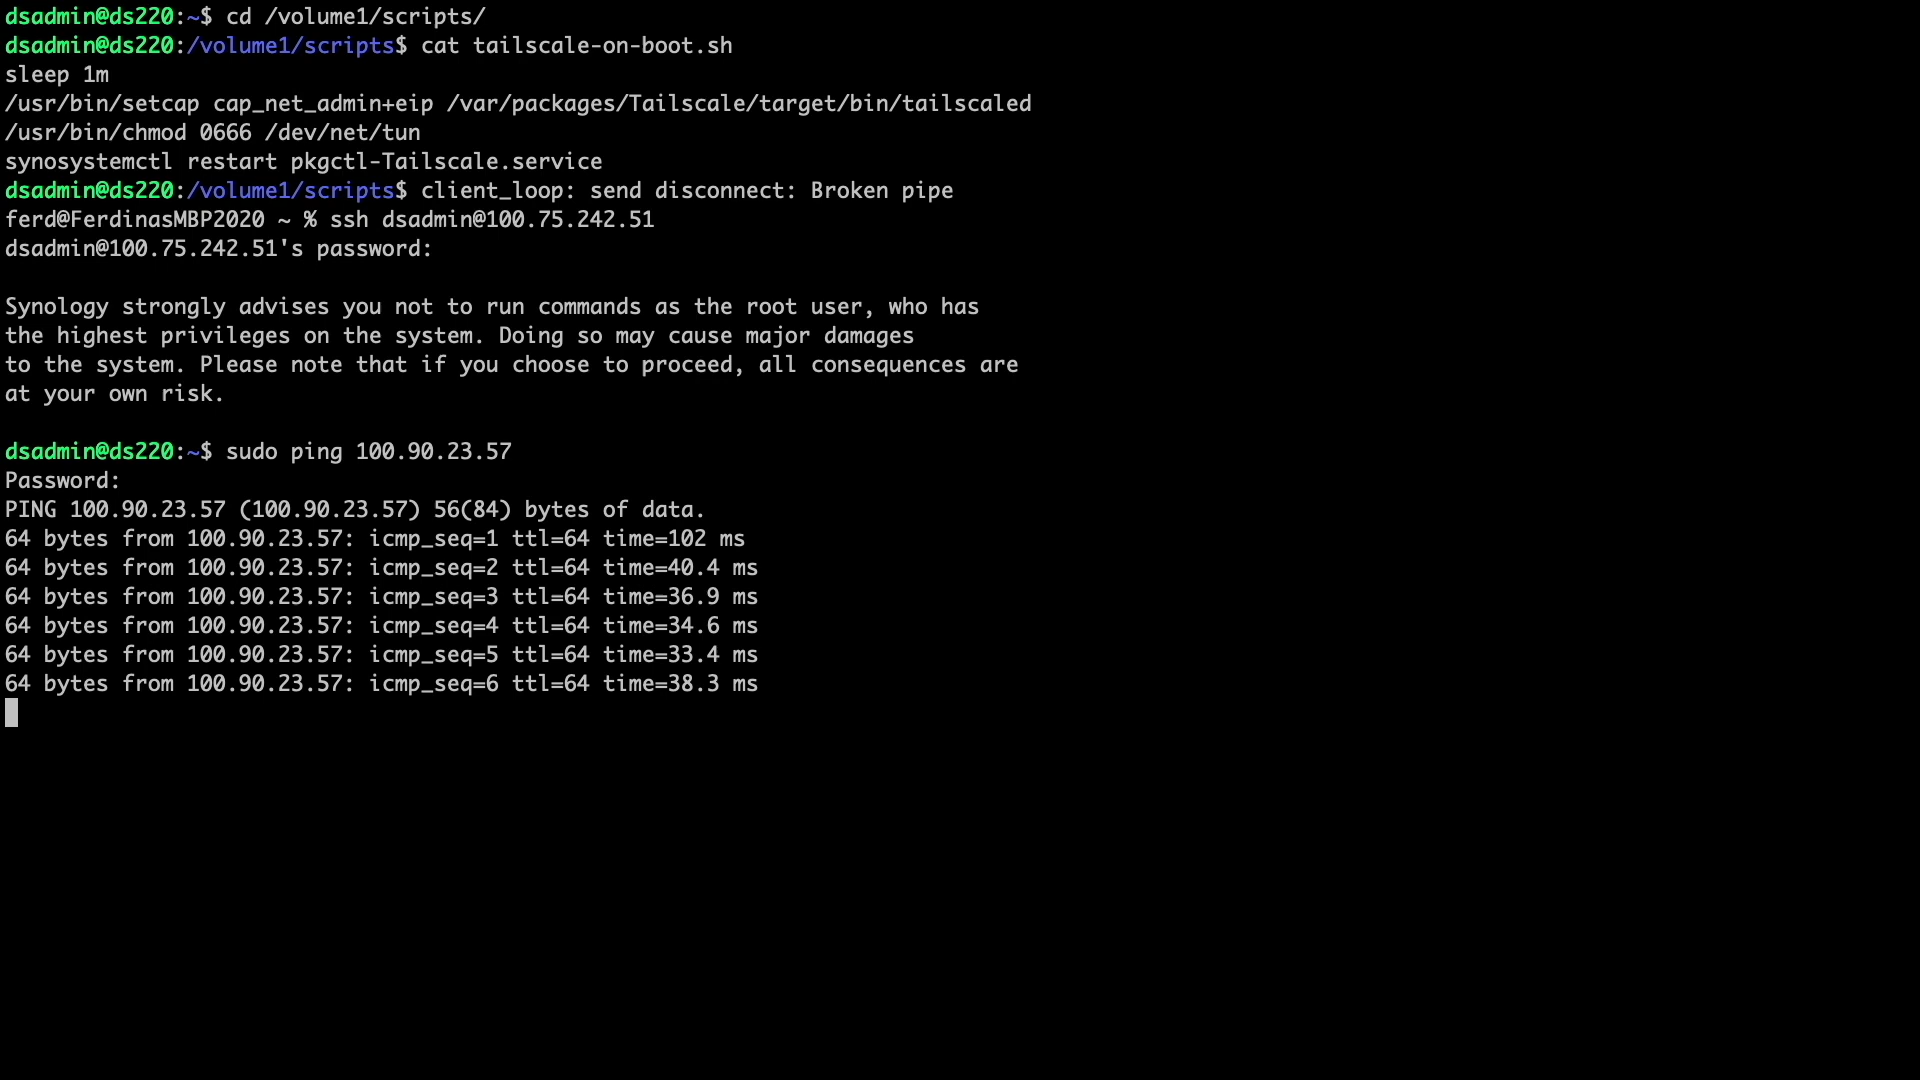 dsadmin@ds220:~$ cd /volume1/scripts/
dsadmin@ds220:/volume1/scripts$ cat tailscale-on-boot.sh
sleep 1m
/usr/bin/setcap cap_net_admin+eip /var/packages/Tailscale/target/bin/tailscaled
/usr/bin/chmod 0666 /dev/net/tun
synosystemctl restart pkgctl-Tailscale.service
dsadmin@ds220:/volume1/scripts$ client_loop: send disconnect: Broken pipe
ferd@FerdinasMBP2020 ~ % ssh dsadmin@100.75.242.51
dsadmin@100.75.242.51's password:
Synology strongly advises you not to run commands as the root user, who has
the highest privileges on the system. Doing so may cause major damages
to the system. Please note that if you choose to proceed, all consequences are
at your own risk.
dsadmin@ds220:~$ sudo ping 100.90.23.57
Password:
PING 100.90.23.57 (100.90.23.57) 56(84) bytes of data.
64 bytes from 100.90.23.57: icmp_seq=1 ttl=64 time=102 ms
64 bytes from 100.90.23.57: icmp_seq=2 ttl=64 time=40.4 ms
64 bytes from 100.90.23.57: icmp_seq=3 ttl=64 time=36.9 ms
64 bytes from 100.90.23.57: icmp_seq=4 ttl=64 time=34.6 ms
64 bytes from 100.90.23.57: icmp_seq=5 ttl=64 time=33.4 ms
64 bytes from 100.90.23.57: icmp_seq=6 ttl=64 time=38.3 ms